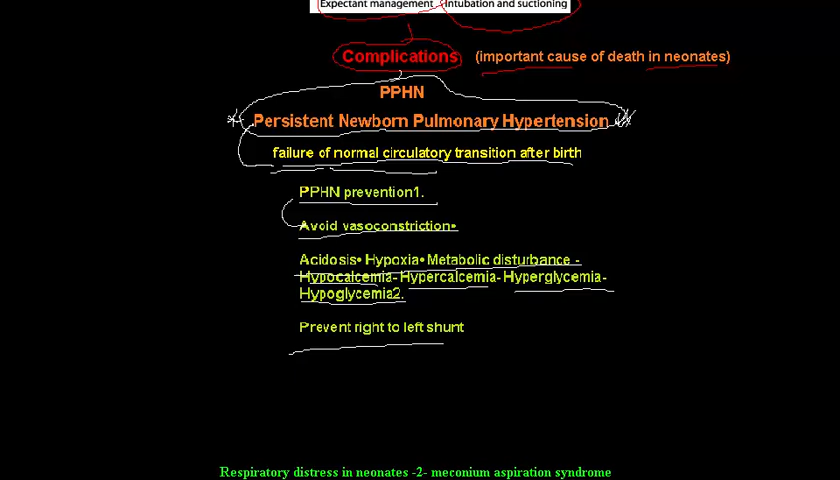 Expectant management Intubation and suctioning
Complications (important cause of death in neonates)
PPHN
Persistent Newborn Pulmonary Hypertension
failure of normal circulatory transition after birth
PPHN prevention1.
Avoid vasoconstriction•
Acidosis• Hypoxia• Metabolic disturbance -
Hypocalcemia- Hypercalcemia- Hyperglycemia-
Hypoglycemia2.
Prevent right to left shunt
Respiratory distress in neonates -2- meconium aspiration syndrome